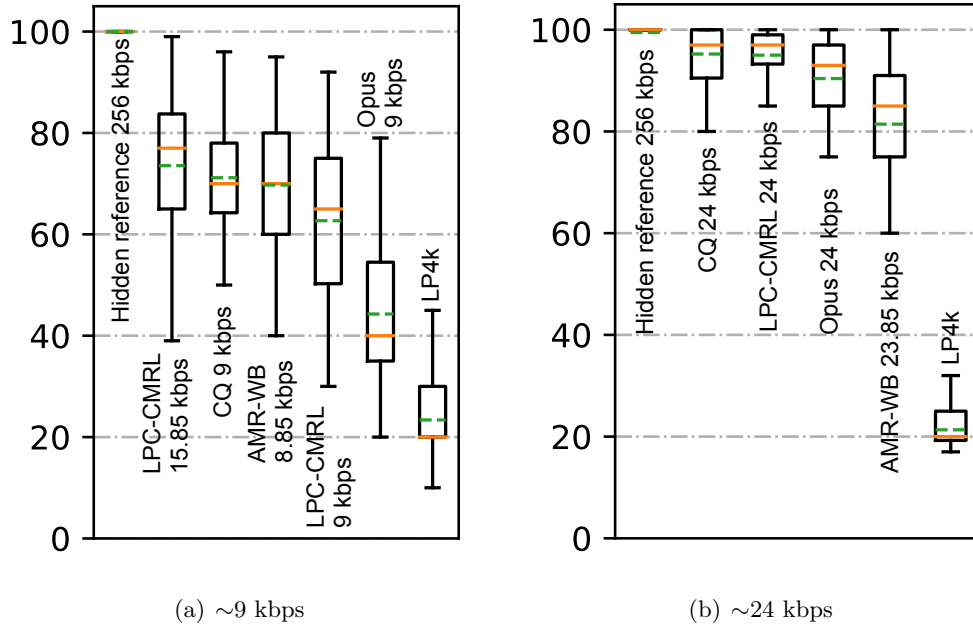 100
80
60
40
20
0
Hidden reference 256 kbps
LPC-CMRL
15.85 kbps
CQ 9 kbps
AMR-WB
8.85 kbps
LPC-CMRL
9 kbps
Opus
9 kbps
LP4k
(a) ~9 kbps
100
80
60
40
20
0
Hidden reference 256 kbps
CQ 24 kbps
LPC-CMRL 24 kbps
Opus 24 kbps
AMR-WB 23.85 kbps
LP4k
(b) ~24 kbps